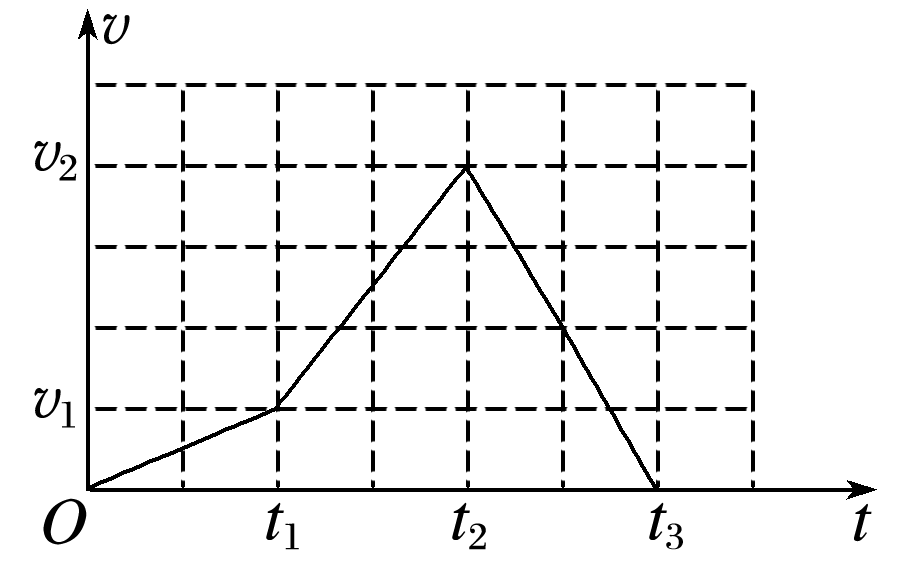 v
v₂
v₁
O t₁ t₂ t₃ t